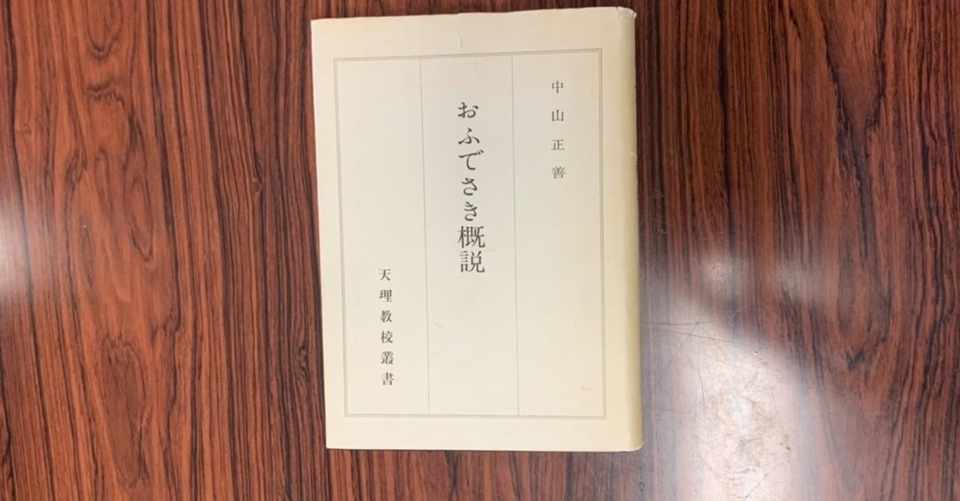 中山正善
おふでさき概説
天理教校叢書